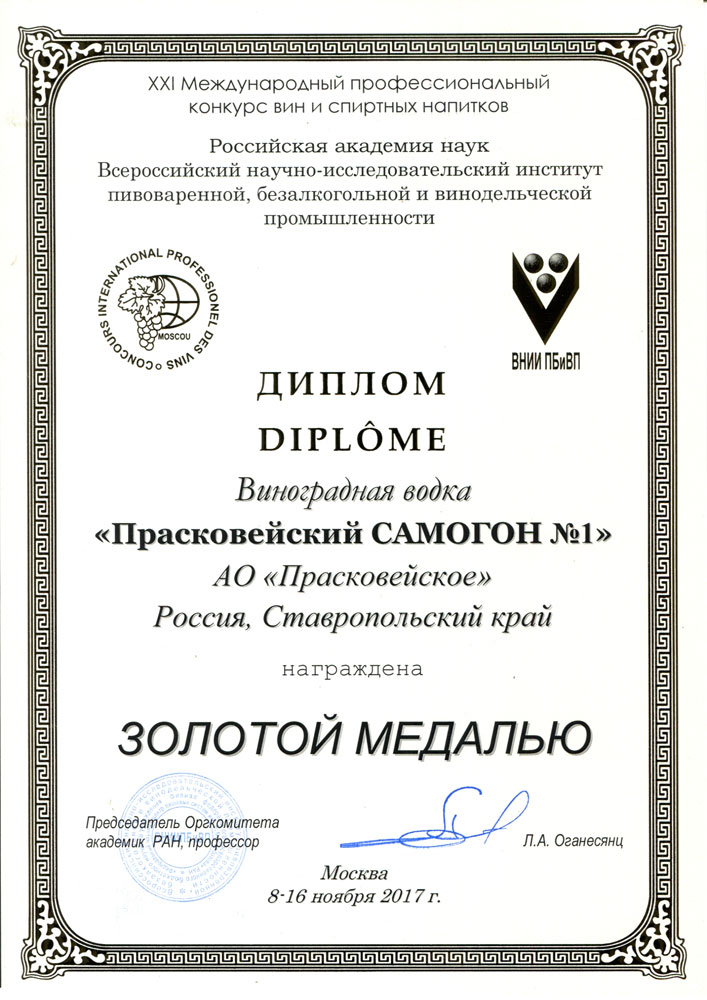 XXI Международный профессиональный
конкурс вин и спиртных напитков
Российская академия наук
Всероссийский научно-исследовательский институт
пивоваренной, безалкогольной и винодельческой
промышленности
CONCOURS INTERNATIONAL PROFESSIONEL DES VINS
MOSCOU
ВНИИ ПБиВП
ДИПЛОМ
DIPLÔME
Виноградная водка
«Прасковейский САМОГОН №1»
АО «Прасковейское»
Россия, Ставропольский край
награждена
ЗОЛОТОЙ МЕДАЛЬЮ
Председатель Оргкомитета
академик РАН, профессор
Л.А. Оганесянц
Москва
8-16 ноября 2017 г.